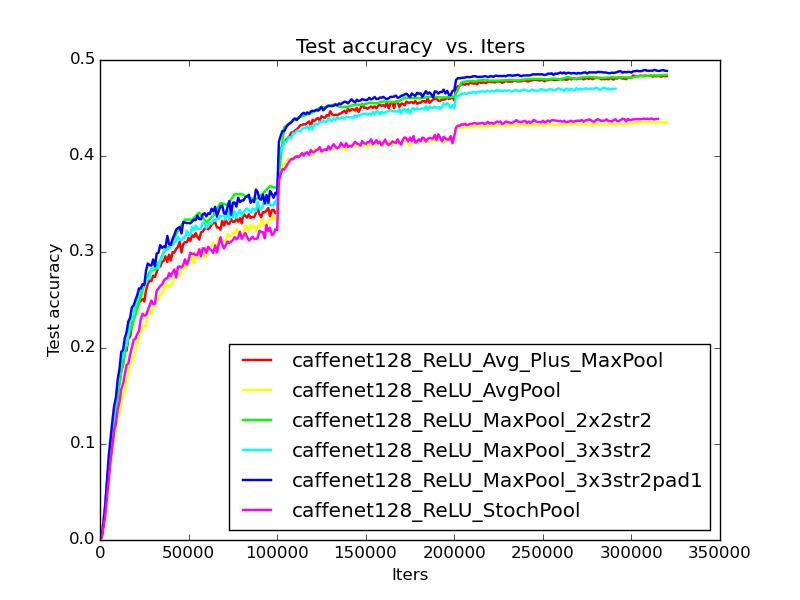 Test accuracy  vs. Iters
0.5
0.4
0.3
0.2
0.1
0.0
Test accuracy
caffenet128_ReLU_Avg_Plus_MaxPool
caffenet128_ReLU_AvgPool
caffenet128_ReLU_MaxPool_2x2str2
caffenet128_ReLU_MaxPool_3x3str2
caffenet128_ReLU_MaxPool_3x3str2pad1
caffenet128_ReLU_StochPool
0 50000 100000 150000 200000 250000 300000 350000
Iters